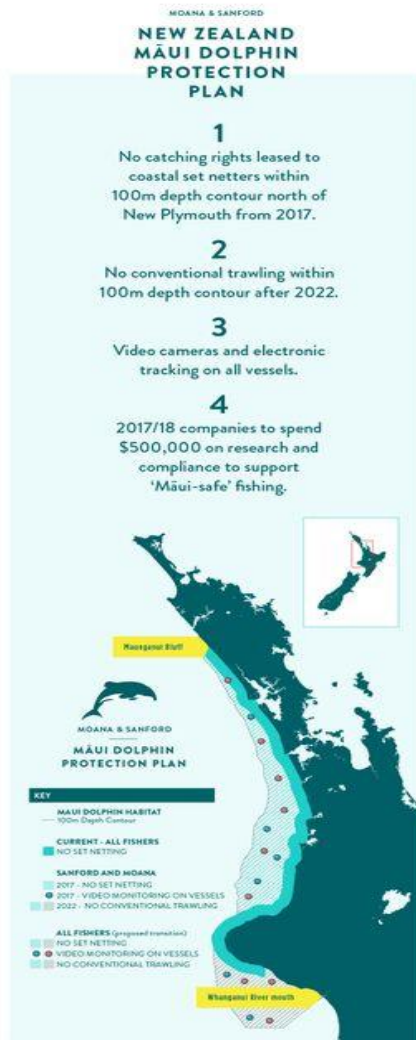 MOANA & SANFORD
NEW ZEALAND
MĀUI DOLPHIN
PROTECTION
PLAN
1
No catching rights leased to
coastal set netters within
100m depth contour north of
New Plymouth from 2017.
2
No conventional trawling within
100m depth contour after 2022.
3
Video cameras and electronic
tracking on all vessels.
4
2017/18 companies to spend
$500,000 on research and
compliance to support
‘Māui-safe’ fishing.
Maunganui Bluff
MOANA & SANFORD
MĀUI DOLPHIN
PROTECTION PLAN
KEY
MAUI DOLPHIN HABITAT
100m Depth Contour
CURRENT - ALL FISHERS
NO SET NETTING
SANFORD AND MOANA
2017 - NO SET NETTING
2017 - VIDEO MONITORING ON VESSELS
2022 - NO CONVENTIONAL TRAWLING
ALL FISHERS (proposed transition)
NO SET NETTING
VIDEO MONITORING ON VESSELS
NO CONVENTIONAL TRAWLING
Whanganui River mouth